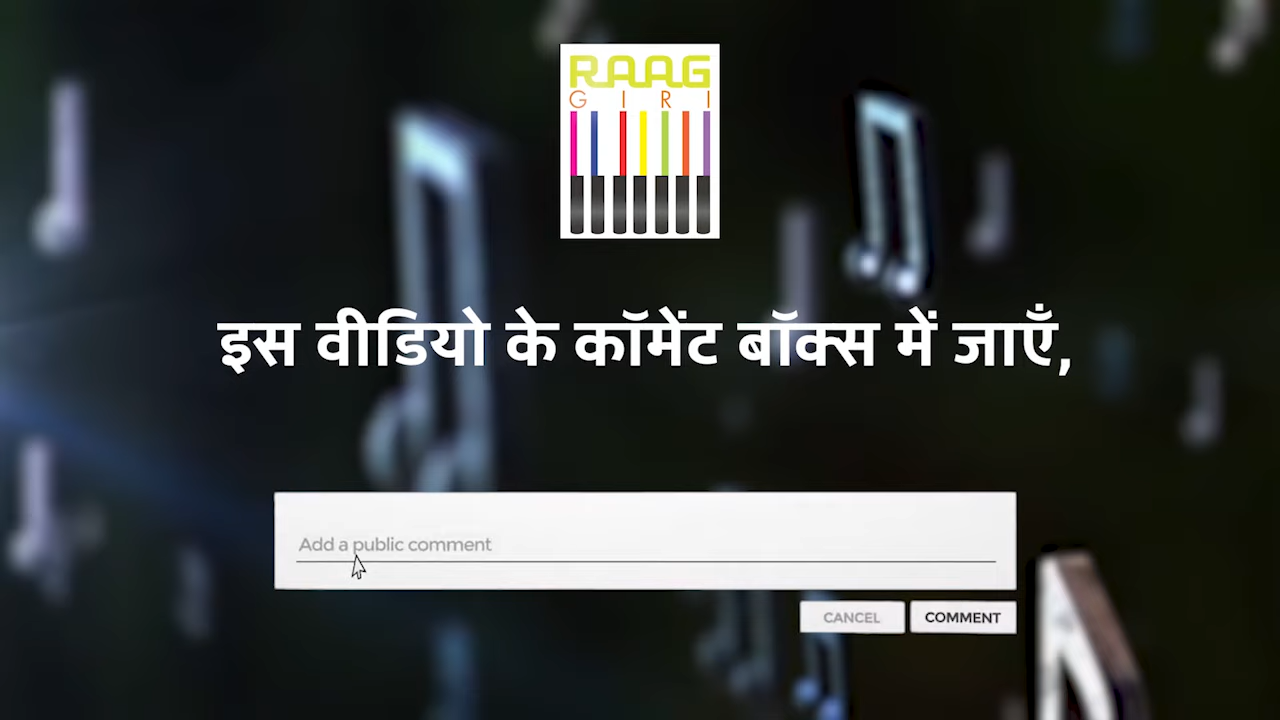 RAAG
GIRI
इस वीडियो के कॉमेंट बॉक्स में जाएँ,
Add a public comment
CANCEL COMMENT